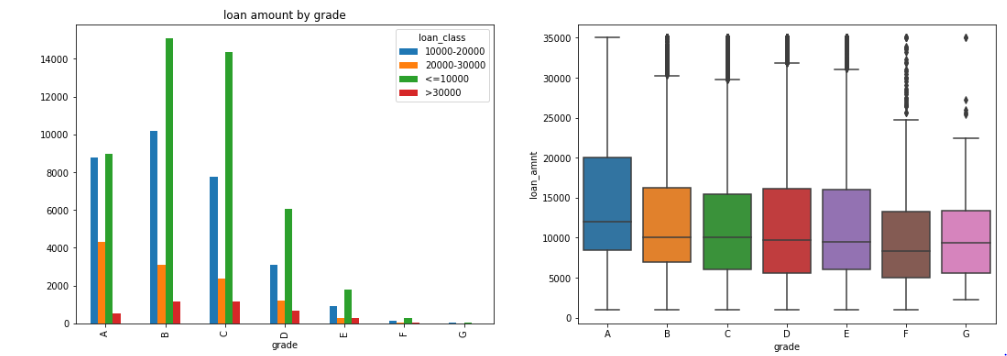 loan amount by grade
loan_class
10000-20000
20000-30000
<=10000
>30000
14000
12000
10000
8000
6000
4000
2000
0
A
B
C
D
E
F
G
grade
35000
30000
25000
20000
15000
10000
5000
0
loan_amnt
A
B
C
D
E
F
G
grade